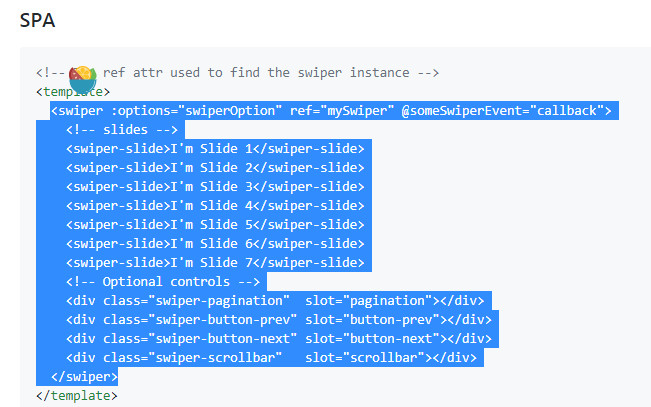 SPA
<!-- ref attr used to find the swiper instance -->
<template>
<swiper :options="swiperOption" ref="mySwiper" @someSwiperEvent="callback">
<!-- slides -->
<swiper-slide>I'm Slide 1</swiper-slide>
<swiper-slide>I'm Slide 2</swiper-slide>
<swiper-slide>I'm Slide 3</swiper-slide>
<swiper-slide>I'm Slide 4</swiper-slide>
<swiper-slide>I'm Slide 5</swiper-slide>
<swiper-slide>I'm Slide 6</swiper-slide>
<swiper-slide>I'm Slide 7</swiper-slide>
<!-- Optional controls -->
<div class="swiper-pagination"  slot="pagination"></div>
<div class="swiper-button-prev" slot="button-prev"></div>
<div class="swiper-button-next" slot="button-next"></div>
<div class="swiper-scrollbar"   slot="scrollbar"></div>
</swiper>
</template>